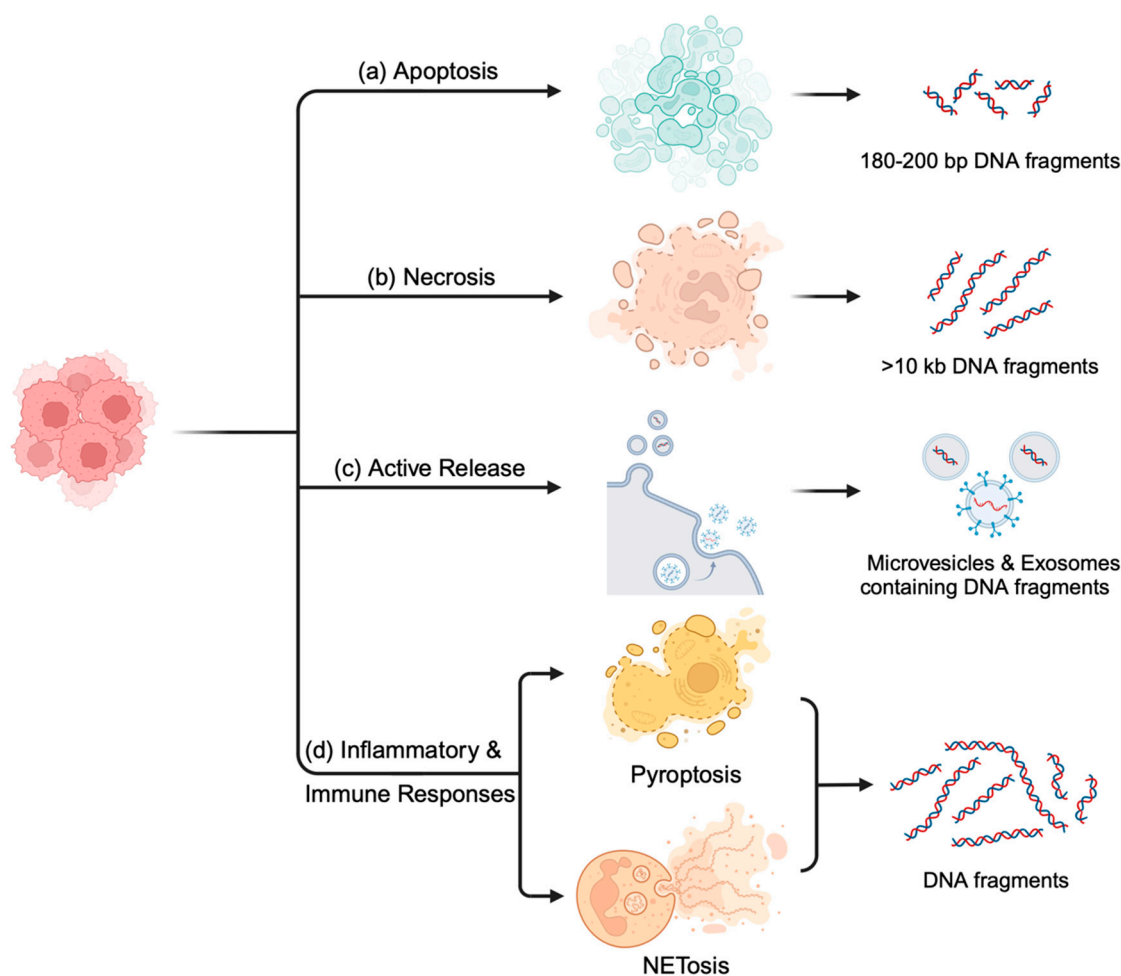 (a) Apoptosis
180-200 bp DNA fragments
(b) Necrosis
>10 kb DNA fragments
(c) Active Release
Microvesicles & Exosomes
containing DNA fragments
(d) Inflammatory &
Immune Responses
Pyroptosis
DNA fragments
NETosis